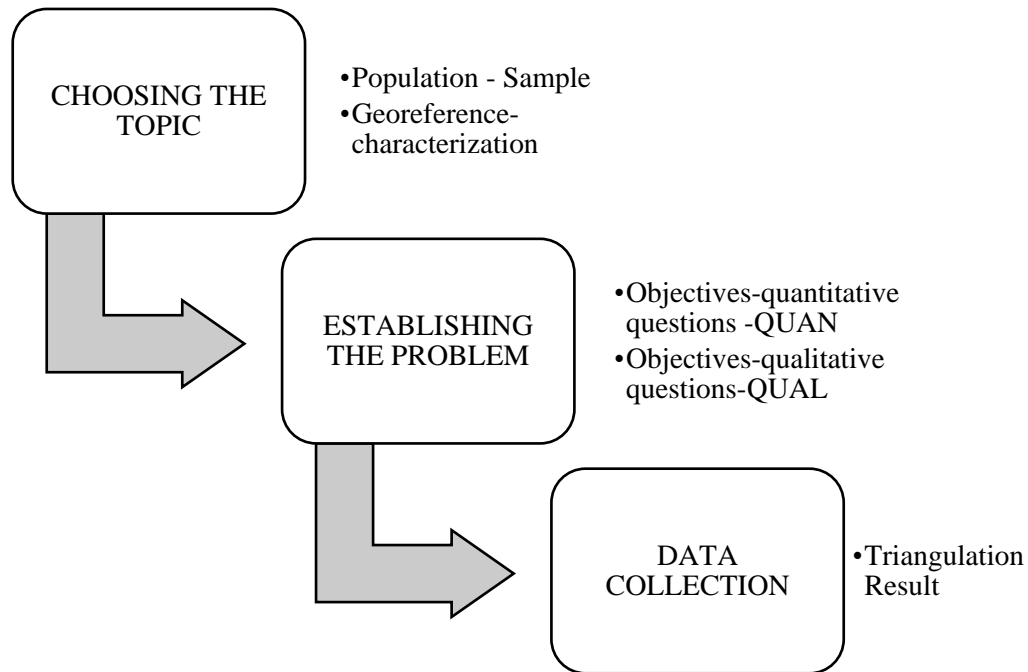 CHOOSING THE
TOPIC
•Population - Sample
•Georeference-
characterization
ESTABLISHING
THE PROBLEM
•Objectives-quantitative
questions -QUAN
•Objectives-qualitative
questions-QUAL
DATA
COLLECTION
•Triangulation
Result